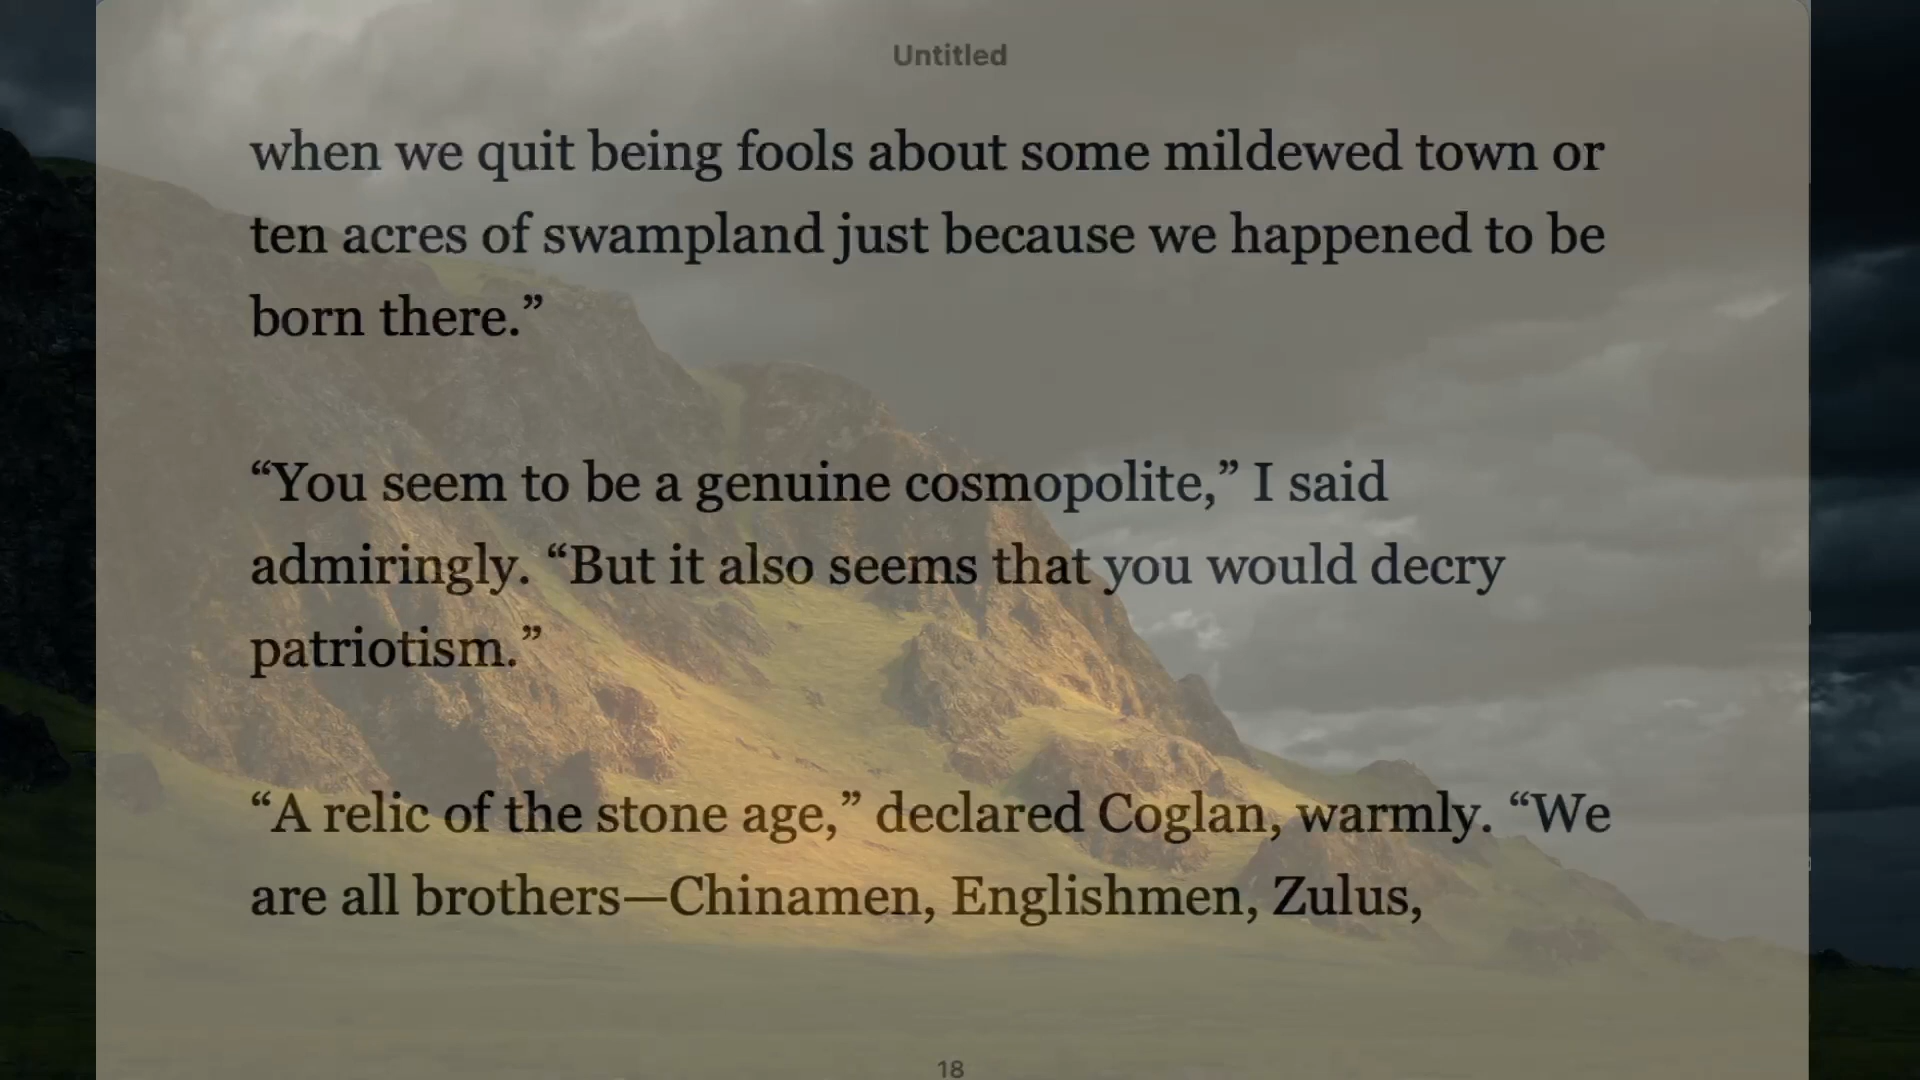 Untitled
when we quit being fools about some mildewed town or
ten acres of swampland just because we happened to be
born there.”
“You seem to be a genuine cosmopolite,” I said
admiringly. “But it also seems that you would decry
patriotism.”
“A relic of the stone age,” declared Coglan, warmly. “We
are all brothers—Chinamen, Englishmen, Zulus,
18